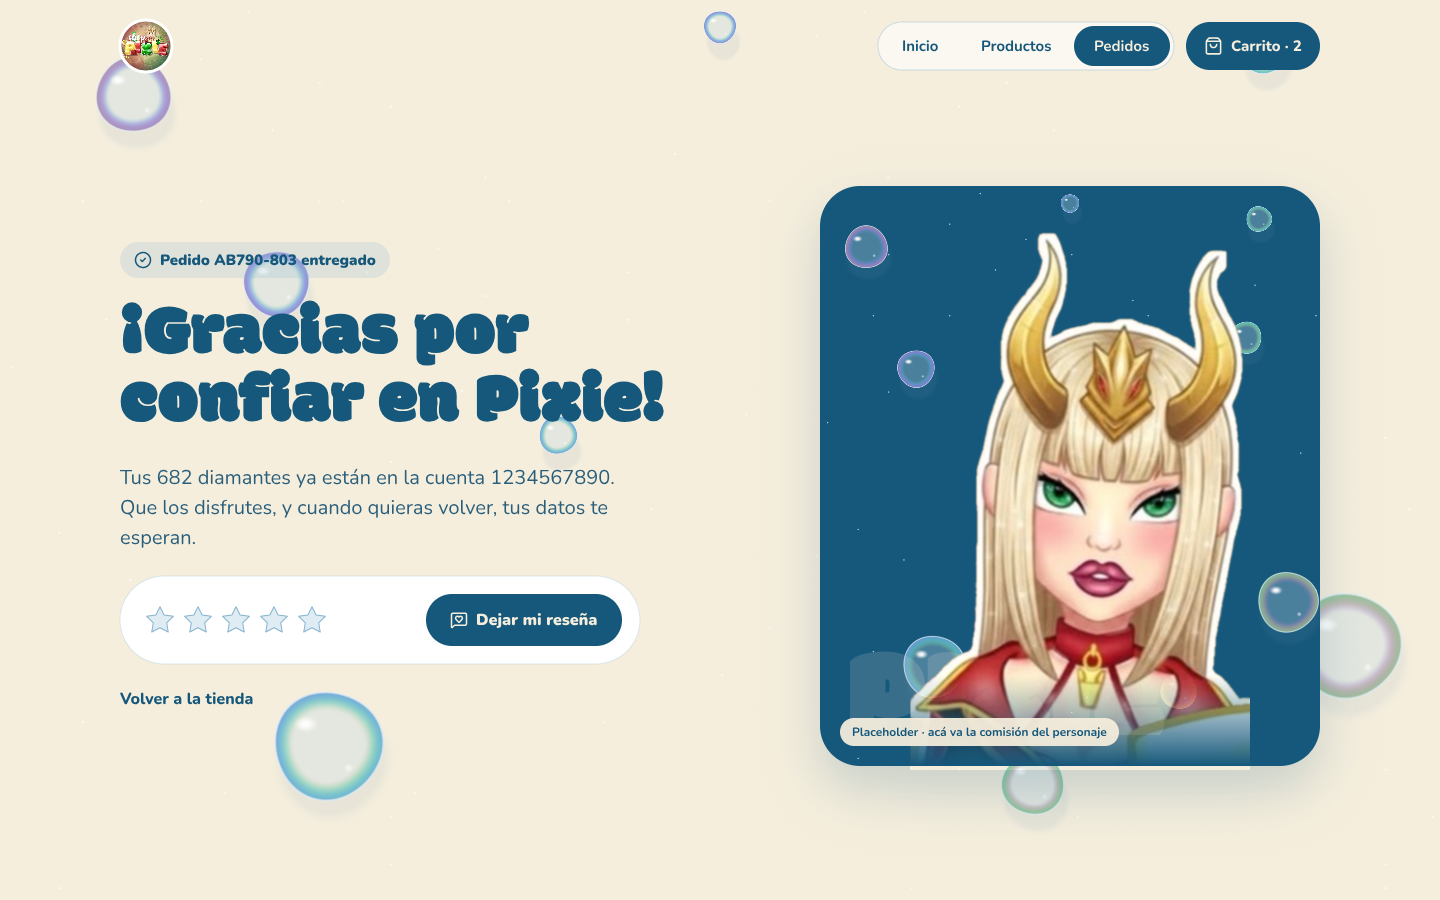 Inicio
Productos
Pedidos
Carrito · 2
Pedido AB790-803 entregado
¡Gracias por
confiar en Pixie!
Tus 682 diamantes ya están en la cuenta 1234567890.
Que los disfrutes, y cuando quieras volver, tus datos te
esperan.
Dejar mi reseña
Volver a la tienda
Placeholder · acá va la comisión del personaje